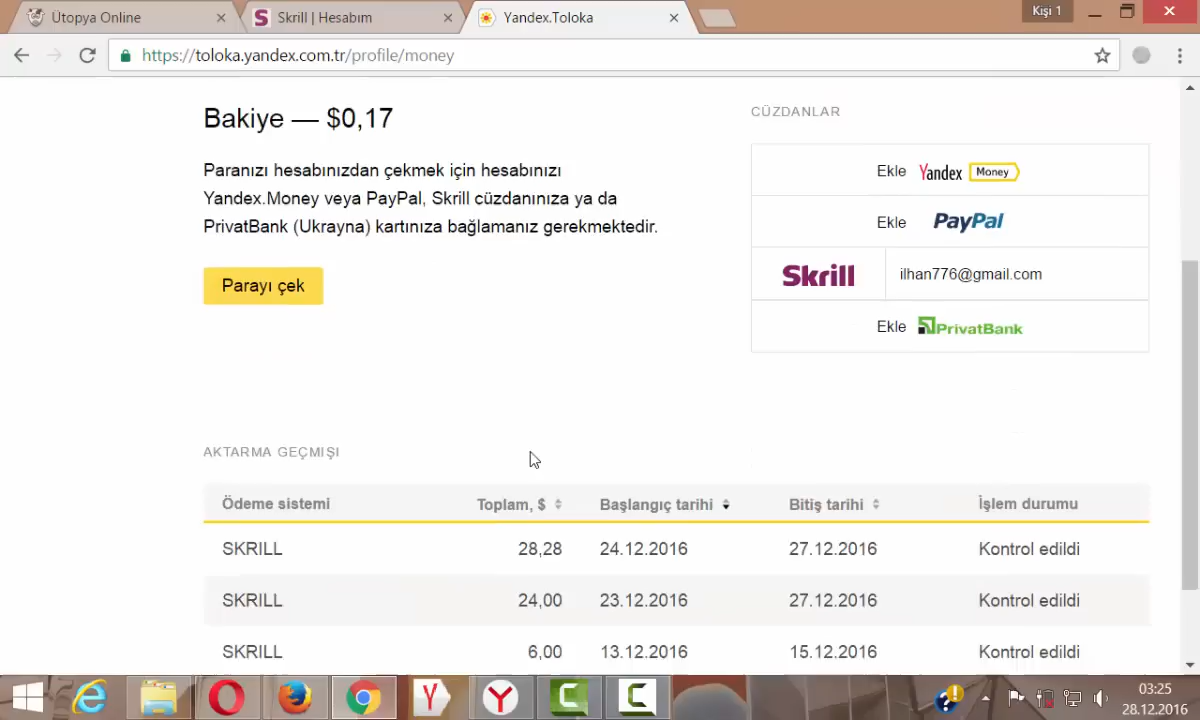 Ütopya Online
Skrill | Hesabım
Yandex.Toloka
Kişi 1
https://toloka.yandex.com.tr/profile/money
Bakiye — $0,17
Paranızı hesabınızdan çekmek için hesabınızı
Yandex.Money veya PayPal, Skrill cüzdanınıza ya da
PrivatBank (Ukrayna) kartınıza bağlamanız gerekmektedir.
Parayı çek
CÜZDANLAR
Ekle Yandex Money
Ekle PayPal
Skrill ilhan776@gmail.com
Ekle PrivatBank
AKTARMA GEÇMIŞI
Ödeme sistemi Toplam, $ Başlangıç tarihi Bitiş tarihi İşlem durumu
SKRILL 28,28 24.12.2016 27.12.2016 Kontrol edildi
SKRILL 24,00 23.12.2016 27.12.2016 Kontrol edildi
SKRILL 6,00 13.12.2016 15.12.2016 Kontrol edildi
03:25
28.12.2016